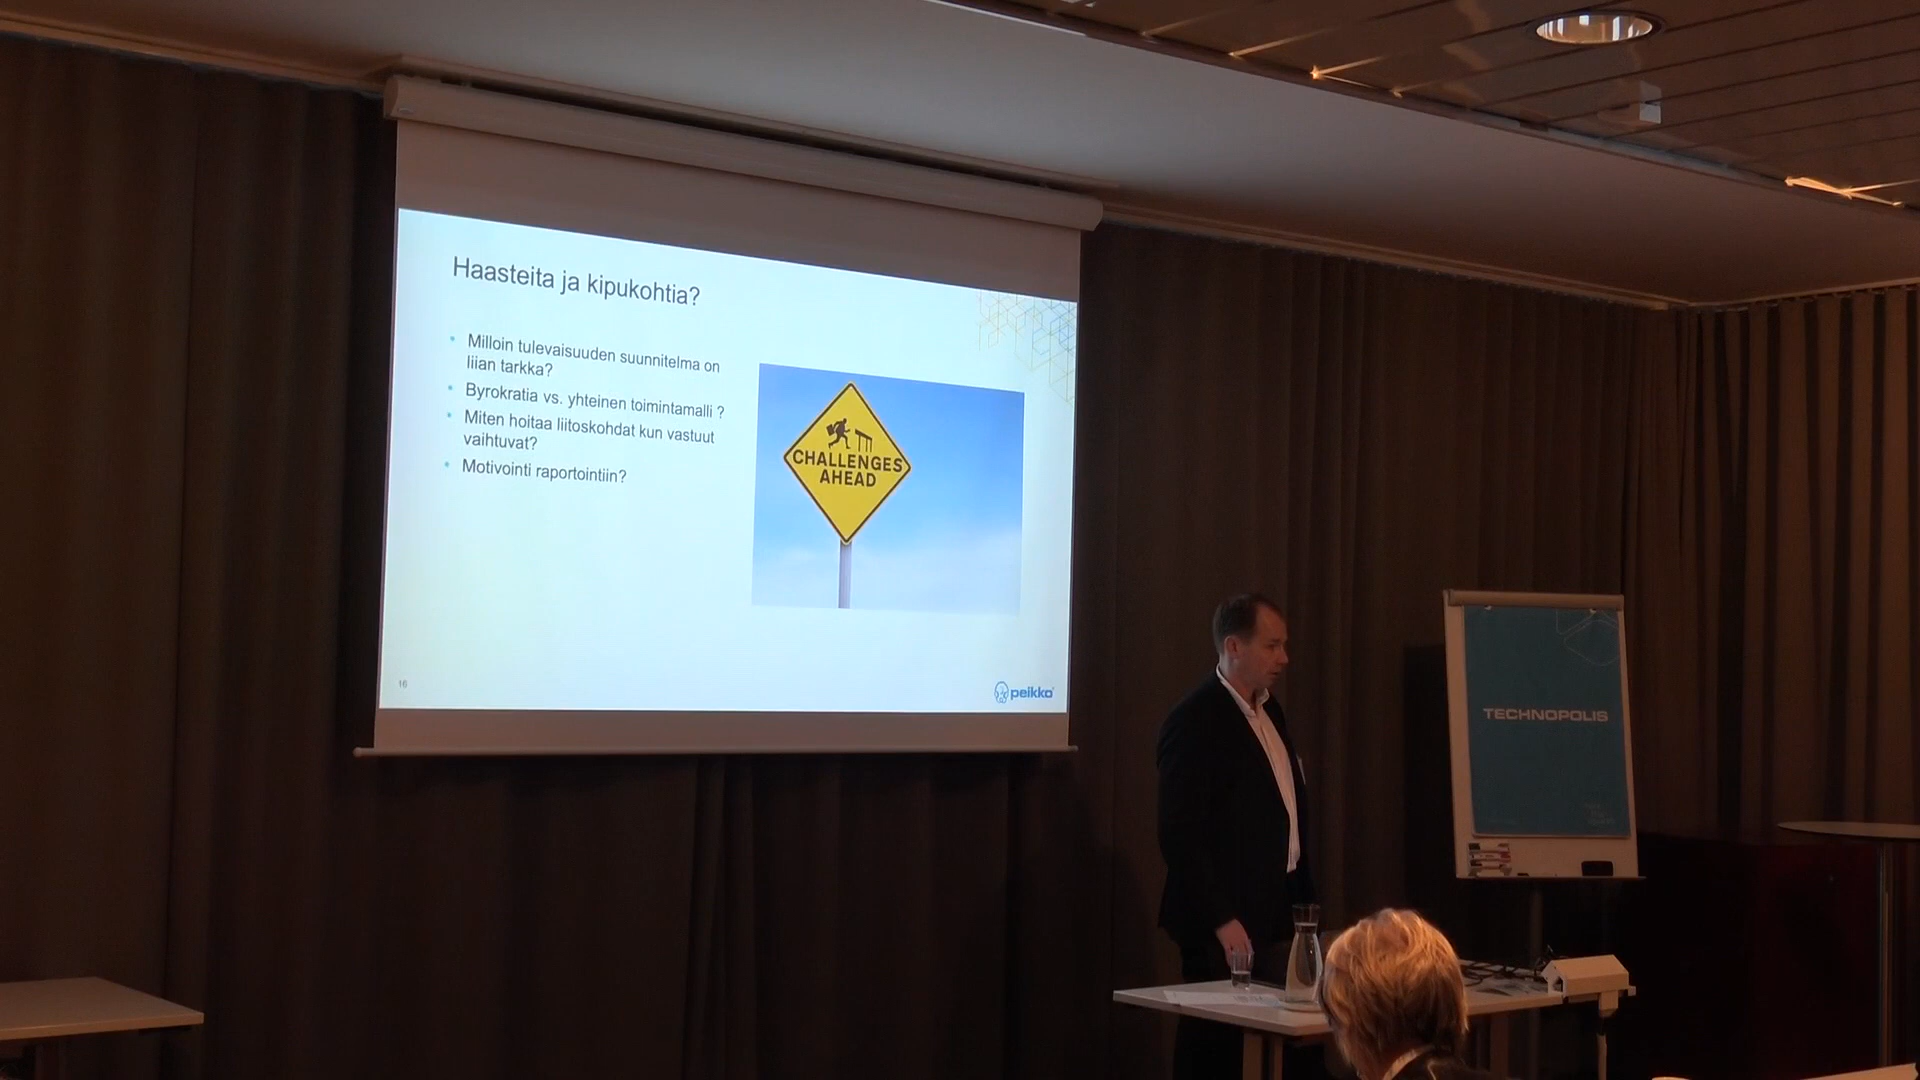 Haasteita ja kipukohtia?
Milloin tulevaisuuden suunnitelma on
liian tarkka?
Byrokratia vs. yhteinen toimintamalli ?
Miten hoitaa liitoskohdat kun vastuut
vaihtuvat?
Motivointi raportointiin?
CHALLENGES
AHEAD
16
peikko
TECHNOPOLIS